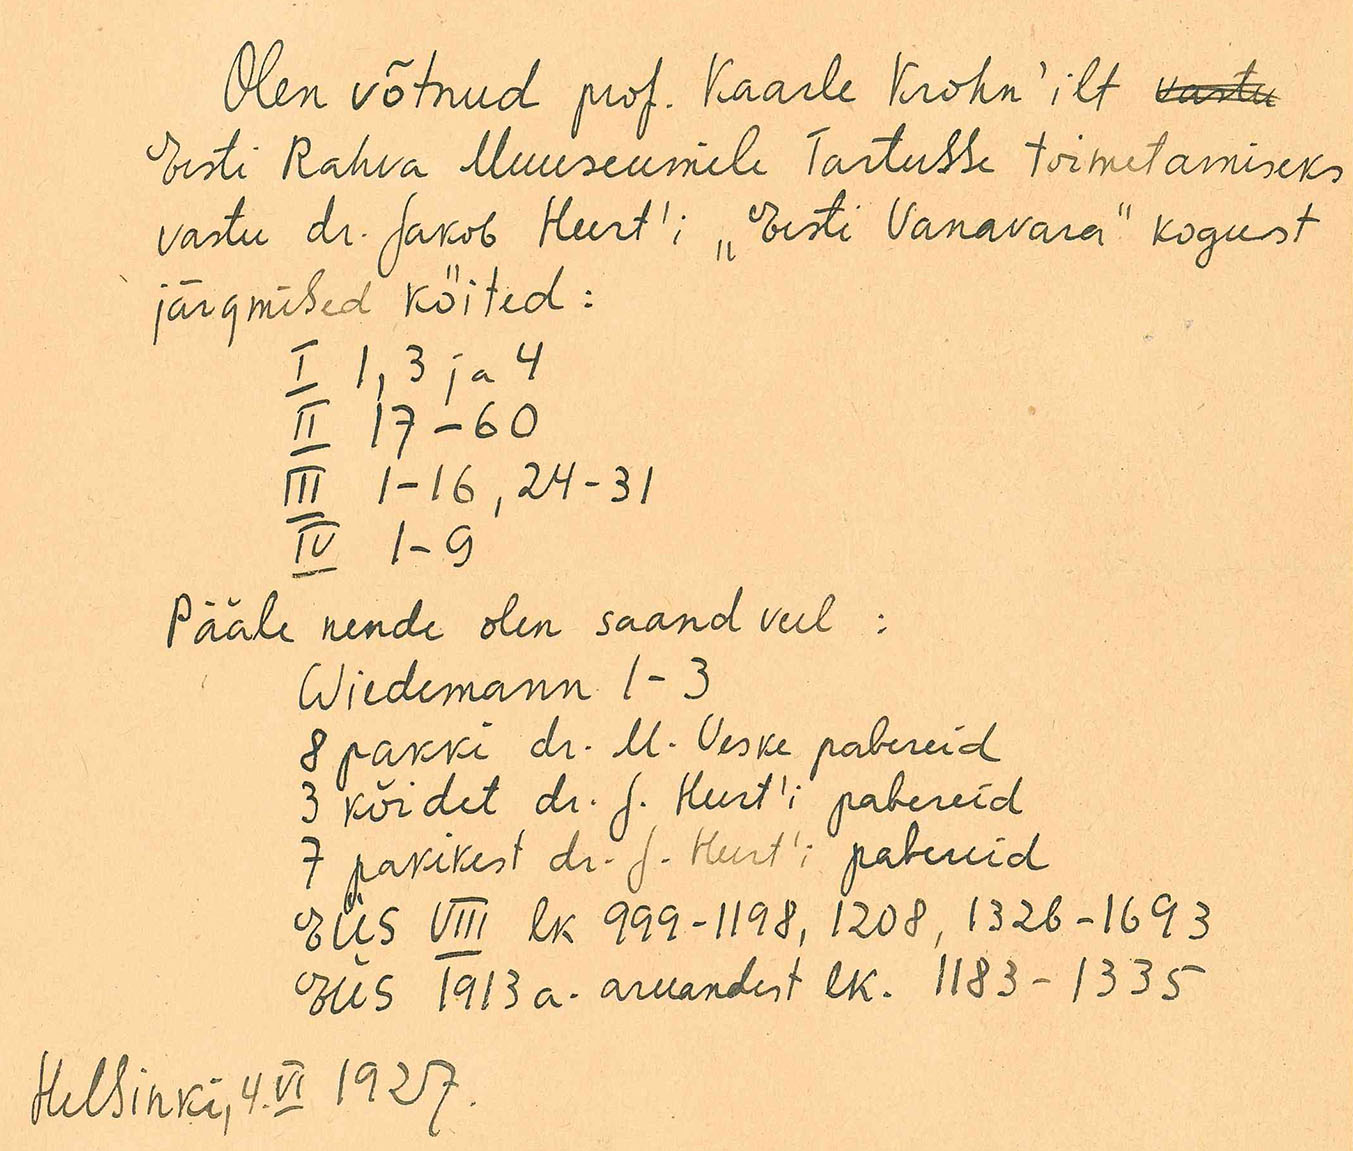 Olen võtnud prof. Kaarle Krohn'ilt vastu
Eesti Rahva Muuseumile Tartusse toimetamiseks
vastu dr. Jakob Hurt'i „Eesti Vanavara" kogust
järgmised köited:
I 1, 3 ja 4
II 17-60
III 1-16, 24-31
IV 1-9
Pääle nende olen saand veel:
Wiedemann 1-3
8 pakki dr. M. Veske pabereid
3 köidet dr. J. Hurt'i pabereid
7 pakikest dr. J. Hurt'i pabereid
EÜS VIII lk 999-1198, 1208, 1326-1693
EÜS 1913 a. aruandest lk. 1183-1335
Helsinki, 4.VI 1927.